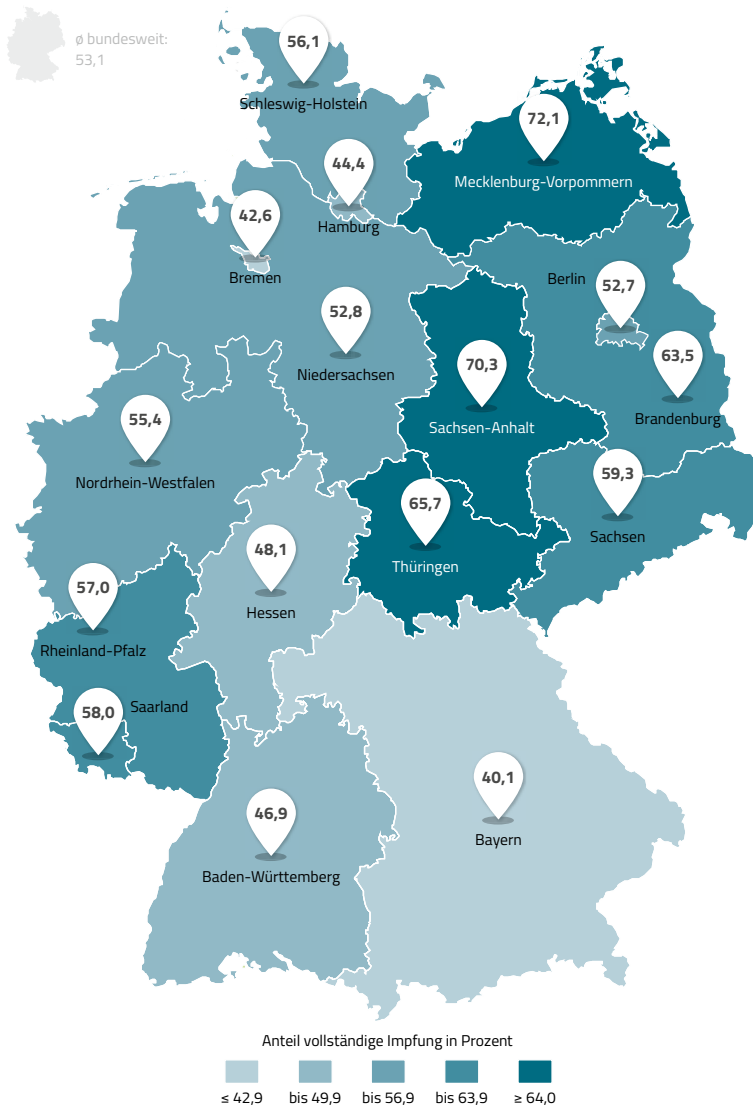 ø bundesweit:
53,1
56,1
Schleswig-Holstein
72,1
Mecklenburg-Vorpommern
44,4
Hamburg
42,6
Bremen
Berlin
52,7
52,8
Niedersachsen
63,5
Brandenburg
70,3
Sachsen-Anhalt
55,4
Nordrhein-Westfalen
59,3
Sachsen
65,7
Thüringen
48,1
Hessen
57,0
Rheinland-Pfalz
58,0
Saarland
40,1
Bayern
46,9
Baden-Württemberg
Anteil vollständige Impfung in Prozent
≤ 42,9 bis 49,9 bis 56,9 bis 63,9 ≥ 64,0